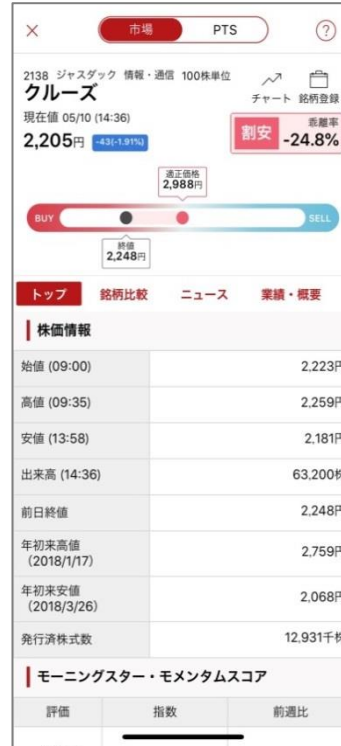 × 市場 PTS ?
2138 ジャスダック 情報・通信 100株単位
クルーズ
チャート 銘柄登録
現在値 05/10 (14:36)
2,205円 -43(-1.91%)
割安 乖離率
-24.8%
適正価格
2,988円
BUY SELL
終値
2,248円
トップ 銘柄比較 ニュース 業績・概要
株価情報
始値 (09:00) 2,223円
高値 (09:35) 2,259円
安値 (13:58) 2,181円
出来高 (14:36) 63,200株
前日終値 2,248円
年初来高値
(2018/1/17) 2,759円
年初来安値
(2018/3/26) 2,068円
発行済株式数 12,931千株
モーニングスター・モメンタムスコア
評価 指数 前週比